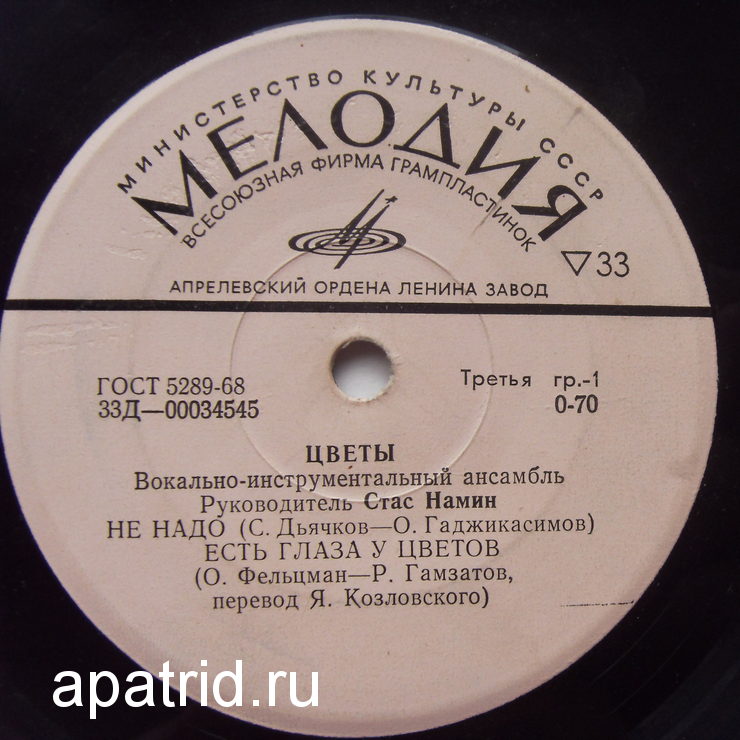 МИНИСТЕРСТВО КУЛЬТУРЫ СССР
МЕЛОДИЯ
ВСЕСОЮЗНАЯ ФИРМА ГРАМПЛАСТИНОК
▽33
АПРЕЛЕВСКИЙ ОРДЕНА ЛЕНИНА ЗАВОД
ГОСТ 5289-68
Третья гр.-1
33Д—00034545
0-70
ЦВЕТЫ
Вокально-инструментальный ансамбль
Руководитель Стас Намин
НЕ НАДО (С. Дьячков—О. Гаджикасимов)
ЕСТЬ ГЛАЗА У ЦВЕТОВ
(О. Фельцман—Р. Гамзатов,
перевод Я. Козловского)
apatrid.ru